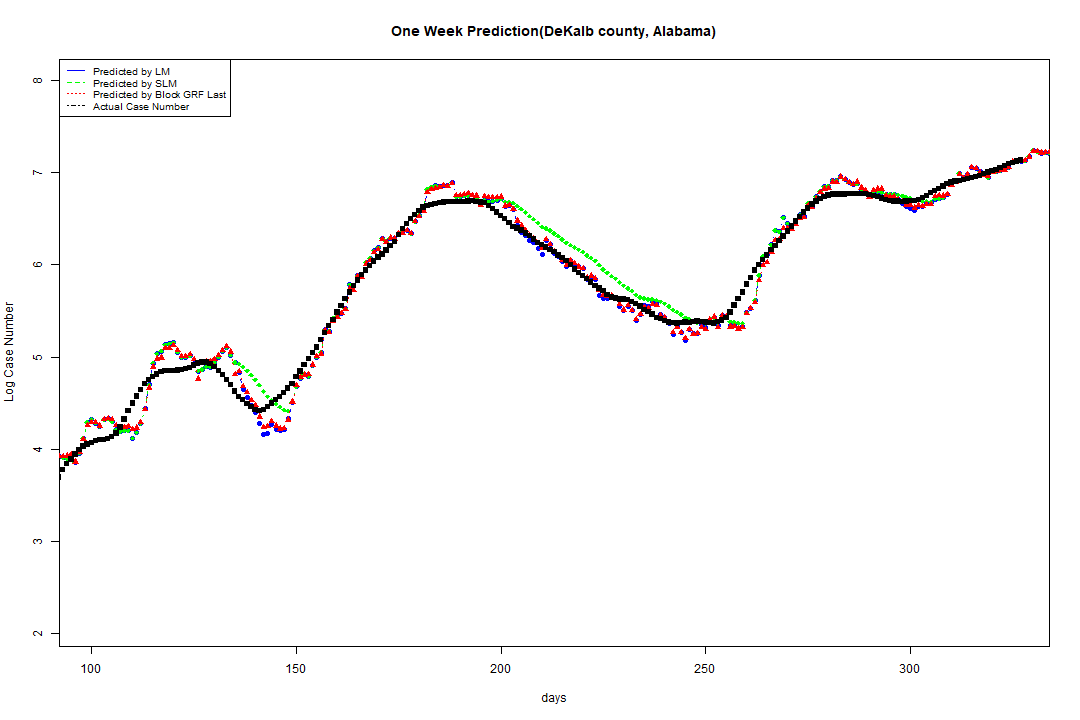 One Week Prediction(DeKalb county, Alabama)
Predicted by LM
Predicted by SLM
Predicted by Block GRF Last
Actual Case Number
8
7
6
5
4
3
2
Log Case Number
100 150 200 250 300
days